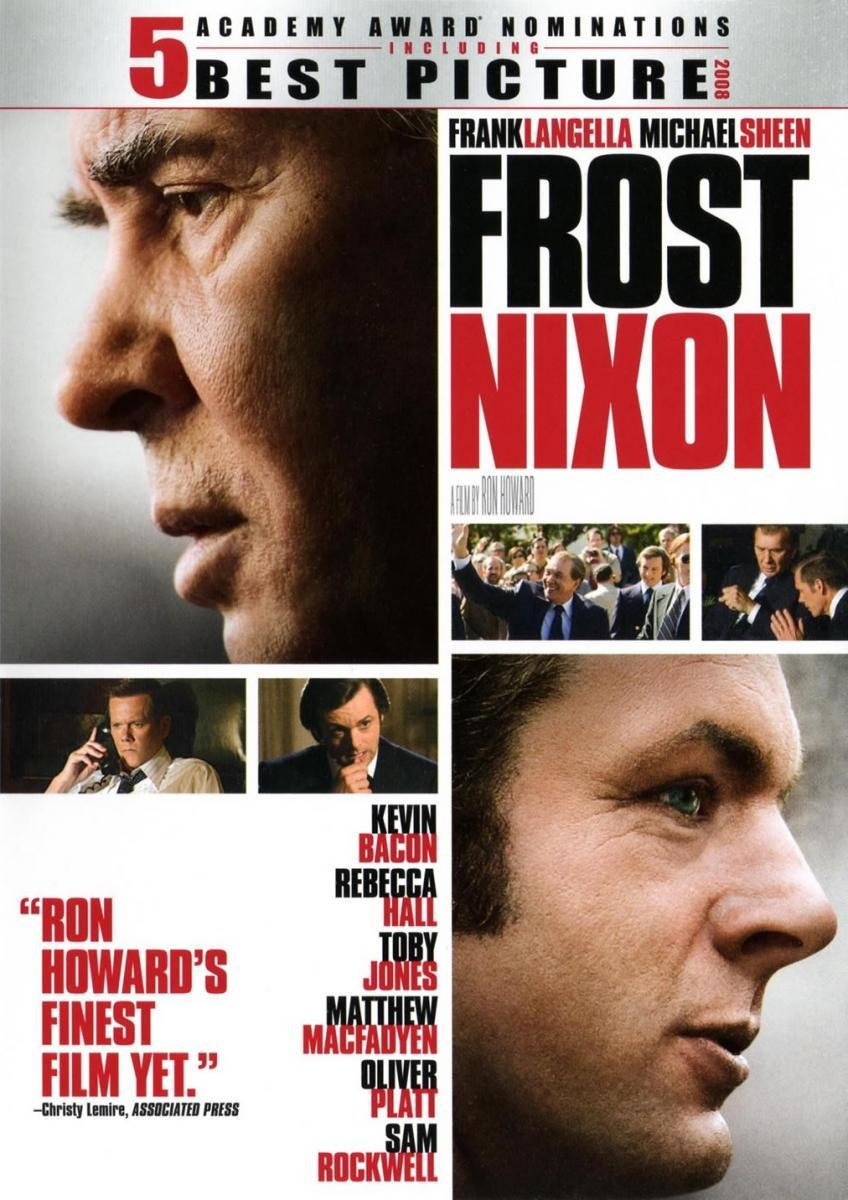 5 ACADEMY AWARD® NOMINATIONS
INCLUDING
BEST PICTURE 2008
FRANK LANGELLA MICHAEL SHEEN
FROST
NIXON
A FILM BY RON HOWARD
KEVIN
BACON
REBECCA
HALL
TOBY
JONES
MATTHEW
MACFADYEN
OLIVER
PLATT
SAM
ROCKWELL
“RON
HOWARD’S
FINEST
FILM YET.”
–Christy Lemire, ASSOCIATED PRESS